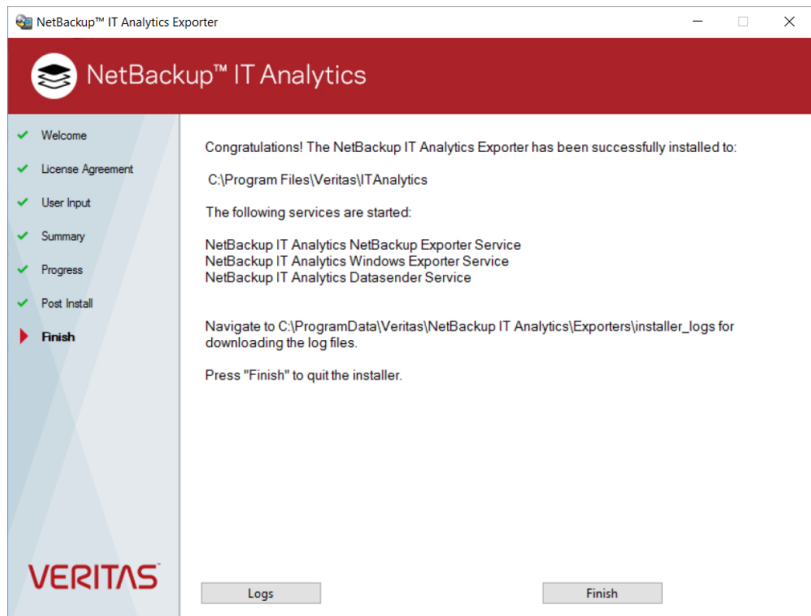 NetBackup™ IT Analytics Exporter
NetBackup™ IT Analytics
Welcome
License Agreement
User Input
Summary
Progress
Post Install
Finish
Congratulations! The NetBackup IT Analytics Exporter has been successfully installed to:
C:\Program Files\Veritas\ITAnalytics
The following services are started:
NetBackup IT Analytics NetBackup Exporter Service
NetBackup IT Analytics Windows Exporter Service
NetBackup IT Analytics Datasender Service
Navigate to C:\ProgramData\Veritas\NetBackup IT Analytics\Exporters\installer_logs for
downloading the log files.
Press "Finish" to quit the installer.
VERITAS™
Logs
Finish